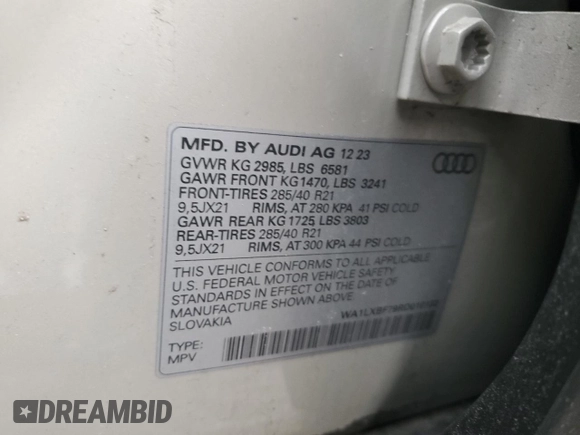 MFD. BY AUDI AG 12 23
GVWR KG 2985, LBS 6581
GAWR FRONT KG1470, LBS 3241
FRONT-TIRES 285/40 R21
9,5JX21 RIMS, AT 280 KPA 41 PSI COLD
GAWR REAR KG 1725 LBS 3803
REAR-TIRES 285/40 R21
9,5JX21 RIMS, AT 300 KPA 44 PSI COLD
THIS VEHICLE CONFORMS TO ALL APPLICABLE
U.S. FEDERAL MOTOR VEHICLE SAFETY
STANDARDS IN EFFECT ON THE DATE OF
MANUFACTURE SHOWN ABOVE.
SLOVAKIA
TYPE:
MPV
DREAMBID